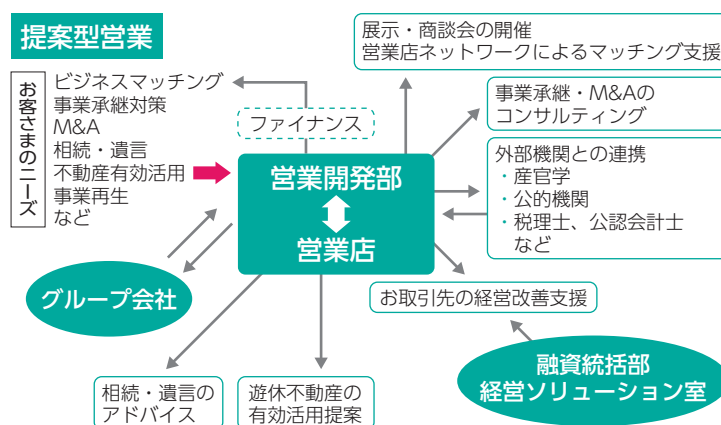 提案型営業
お客さまのニーズ
ビジネスマッチング
事業承継対策
M&A
相続・遺言
不動産有効活用
事業再生
など
ファイナンス
営業開発部
営業店
展示・商談会の開催
営業店ネットワークによるマッチング支援
事業承継・M&Aの
コンサルティング
外部機関との連携
・産官学
・公的機関
・税理士、公認会計士
など
グループ会社
お取引先の経営改善支援
融資統括部
経営ソリューション室
相続・遺言の
アドバイス
遊休不動産の
有効活用提案